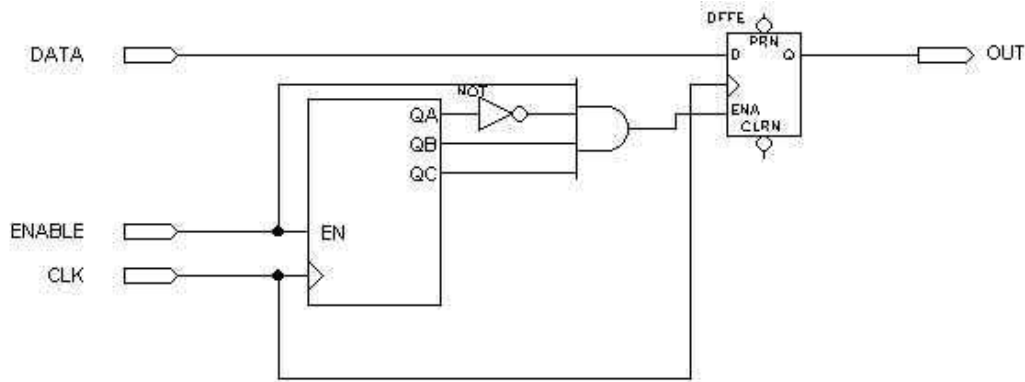 DFFE
DATA
PRN
D
Q
OUT
NOT
QA
ENA
CLRN
QB
QC
ENABLE
EN
CLK